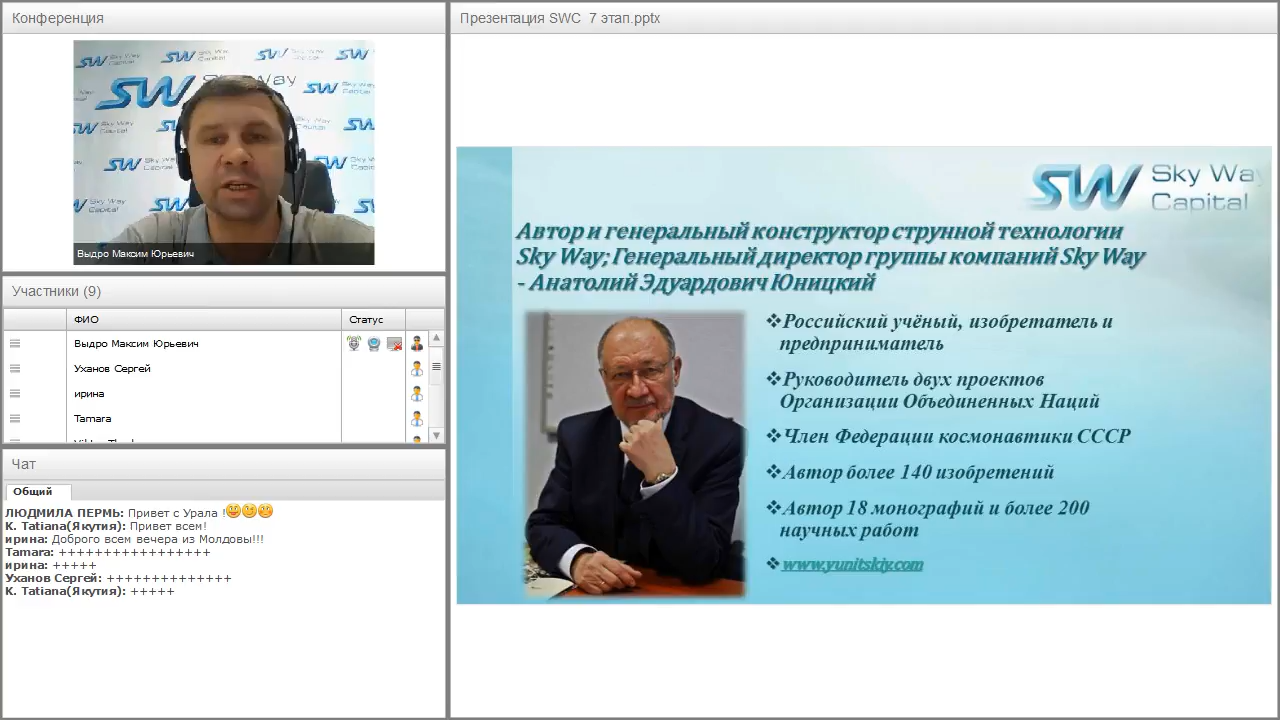 Конференция
SW Sky Way Capital
Выдро Максим Юрьевич
Участники (9)
ФИО Статус
Выдро Максим Юрьевич
Уханов Сергей
ирина
Tamara
Чат
Общий
ЛЮДМИЛА ПЕРМЬ: Привет с Урала !
K. Tatiana(Якутия): Привет всем!
ирина: Доброго всем вечера из Молдовы!!!
Tamara: +++++++++++++++++
ирина: +++++
Уханов Сергей: ++++++++++++++
K. Tatiana(Якутия): +++++
Презентация SWC 7 этап.pptx
SW Sky Way
Capital
Автор и генеральный конструктор струнной технологии
Sky Way; Генеральный директор группы компаний Sky Way
- Анатолий Эдуардович Юницкий
❖Российский учёный, изобретатель и
предприниматель
❖Руководитель двух проектов
Организации Объединенных Наций
❖Член Федерации космонавтики СССР
❖Автор более 140 изобретений
❖Автор 18 монографий и более 200
научных работ
❖www.yunitskiy.com